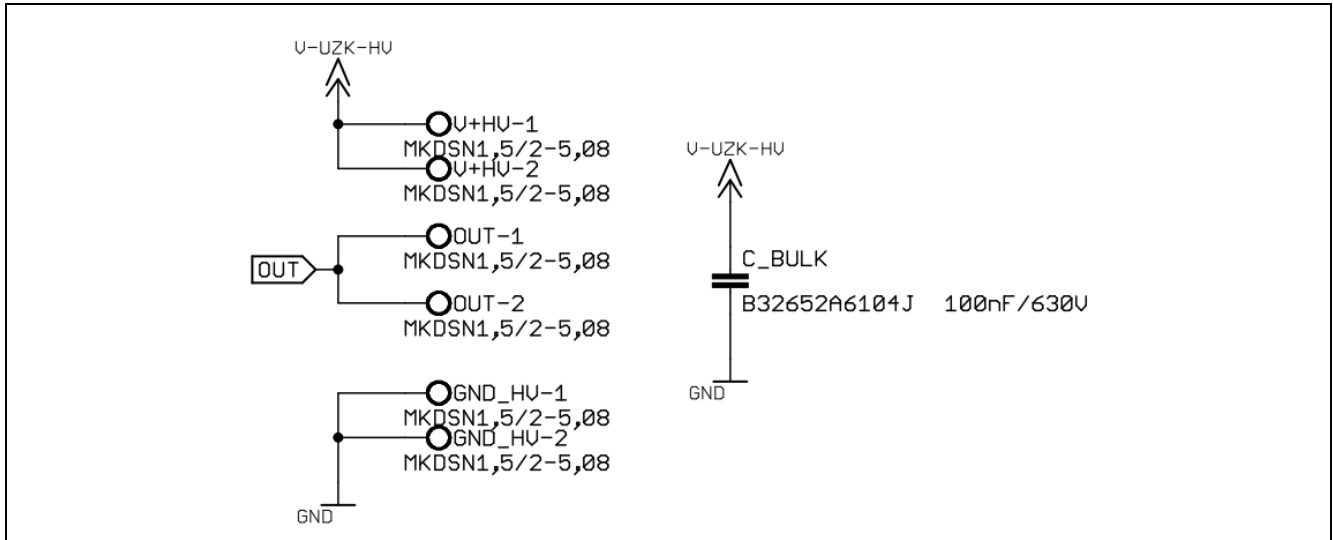 V-UZK-HV
V+HV-1
MKDSN1,5/2-5,08
V+HV-2
MKDSN1,5/2-5,08
OUT
OUT-1
MKDSN1,5/2-5,08
OUT-2
MKDSN1,5/2-5,08
GND_HV-1
MKDSN1,5/2-5,08
GND_HV-2
MKDSN1,5/2-5,08
GND
V-UZK-HV
C_BULK
B32652A6104J 100nF/630V
GND